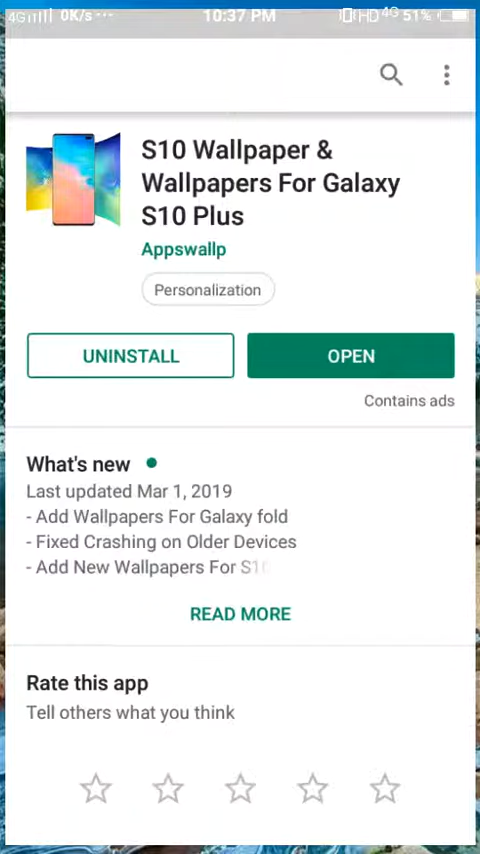 4G 0K/s ··· 10:37 PM HD 4G 51%
S10 Wallpaper &
Wallpapers For Galaxy
S10 Plus
Appswallp
Personalization
UNINSTALL OPEN
Contains ads
What's new
Last updated Mar 1, 2019
- Add Wallpapers For Galaxy fold
- Fixed Crashing on Older Devices
- Add New Wallpapers For S10
READ MORE
Rate this app
Tell others what you think